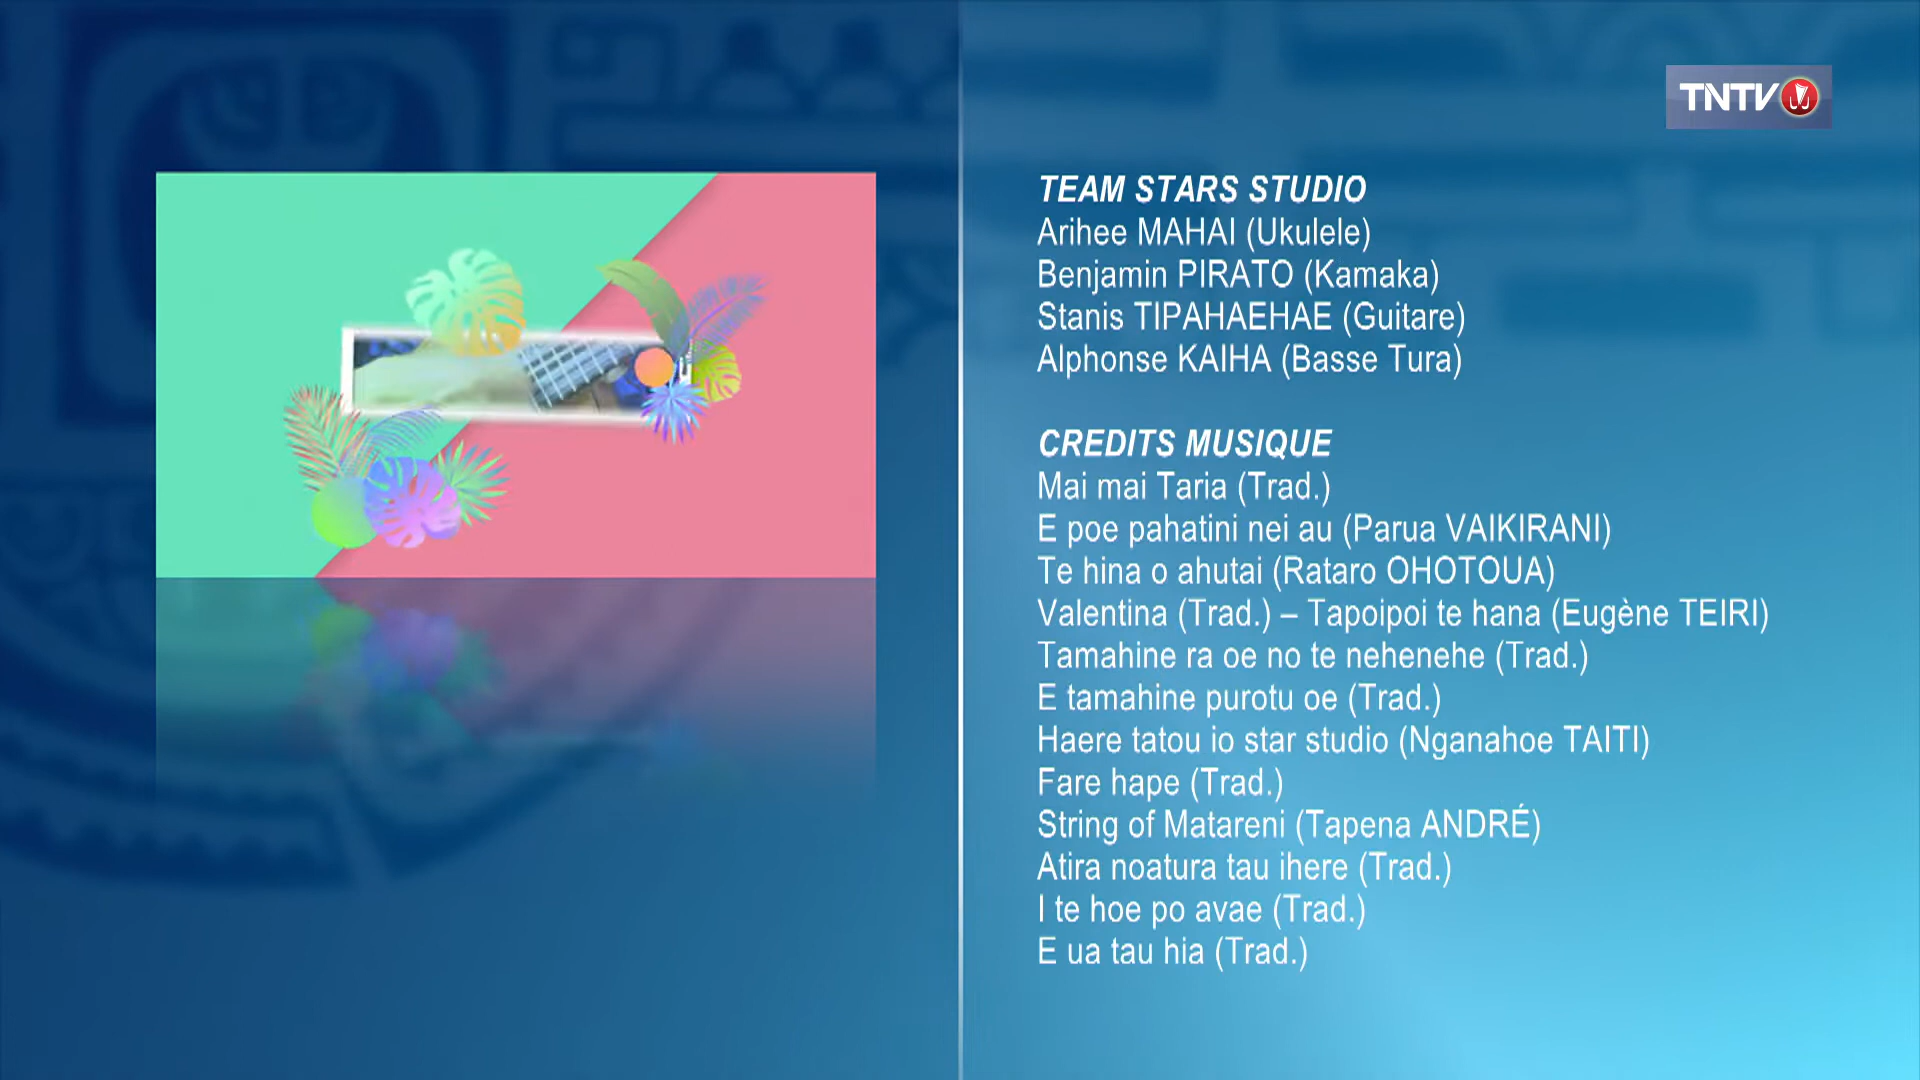 TNTV
TEAM STARS STUDIO
Arihee MAHAI (Ukulele)
Benjamin PIRATO (Kamaka)
Stanis TIPAHAEHAE (Guitare)
Alphonse KAIHA (Basse Tura)
CREDITS MUSIQUE
Mai mai Taria (Trad.)
E poe pahatini nei au (Parua VAIKIRANI)
Te hina o ahutai (Rataro OHOTOUA)
Valentina (Trad.) – Tapoipoi te hana (Eugène TEIRI)
Tamahine ra oe no te nehenehe (Trad.)
E tamahine purotu oe (Trad.)
Haere tatou io star studio (Nganahoe TAITI)
Fare hape (Trad.)
String of Matareni (Tapena ANDRÉ)
Atira noatura tau ihere (Trad.)
I te hoe po avae (Trad.)
E ua tau hia (Trad.)